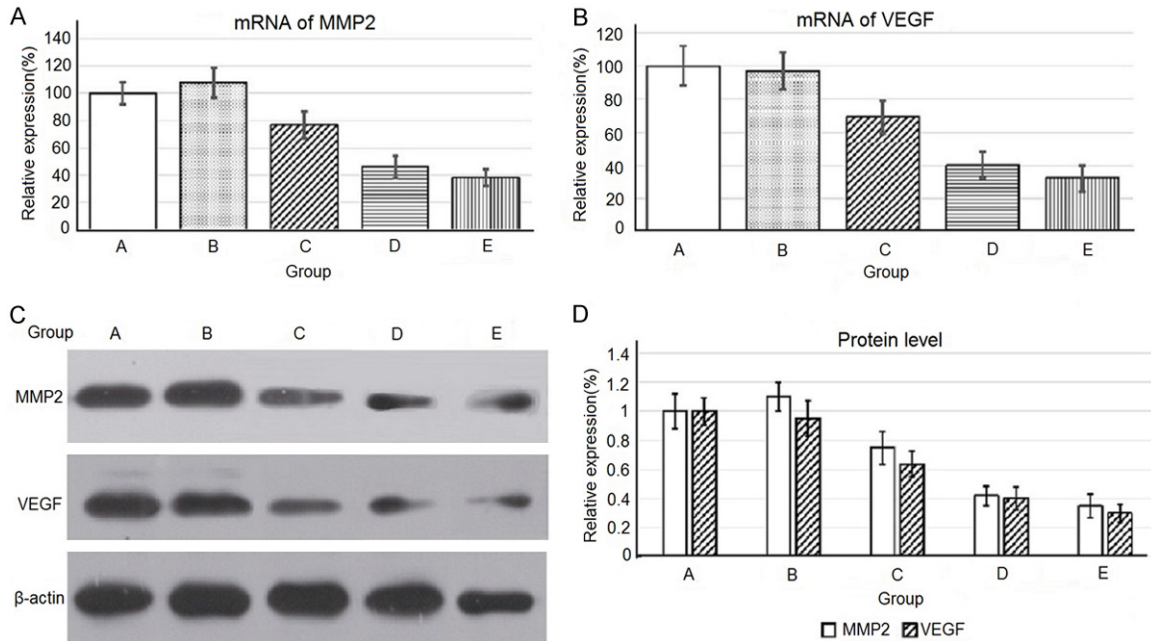 A
mRNA of MMP2
Relative expression(%)
140
120
100
80
60
40
20
0
A B C D E
Group
B
mRNA of VEGF
Relative expression(%)
120
100
80
60
40
20
0
A B C D E
Group
C
Group A B C D E
MMP2
VEGF
β-actin
D
Protein level
Relative expression(%)
1.4
1.2
1
0.8
0.6
0.4
0.2
0
A B C D E
Group
MMP2 VEGF